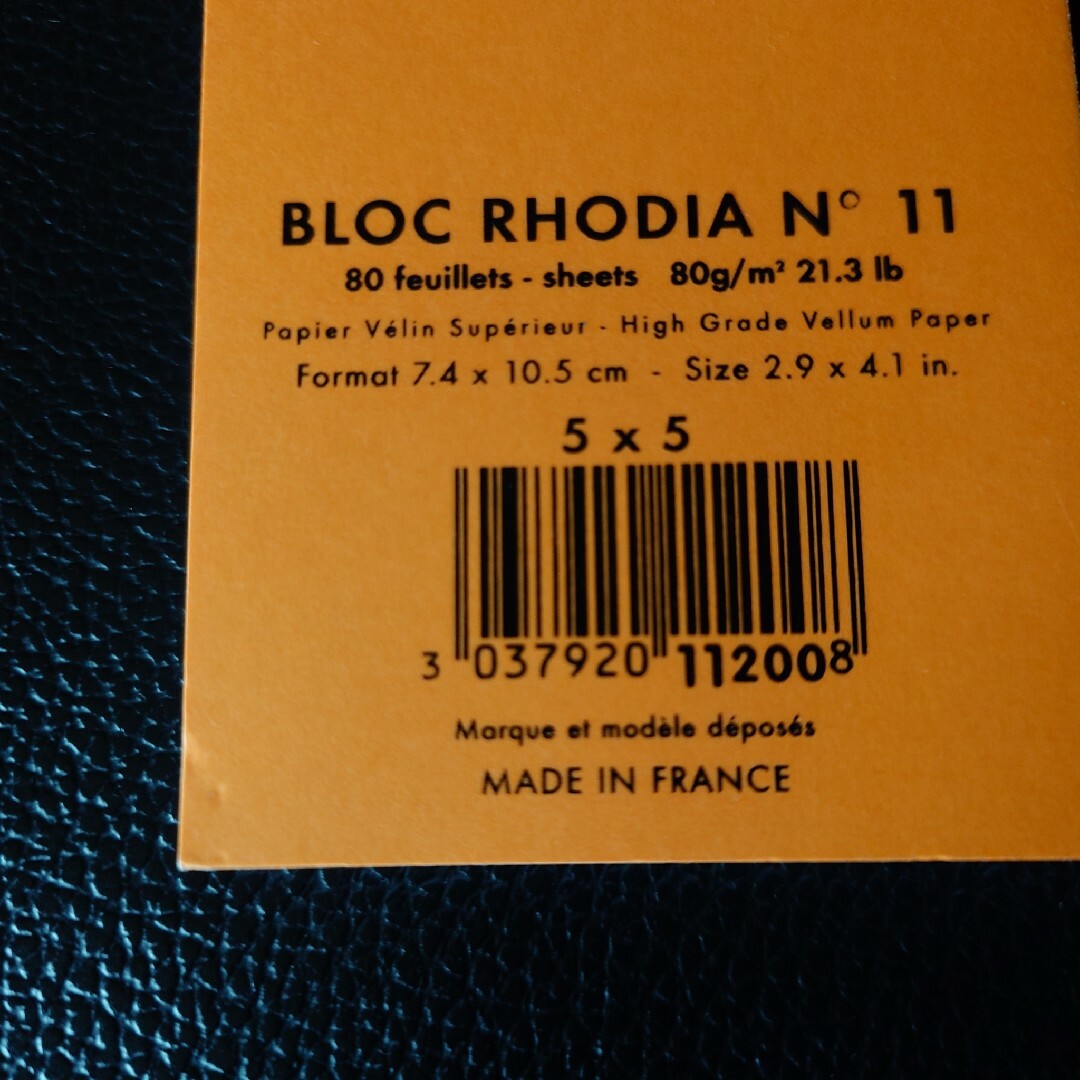 BLOC RHODIA N° 11
80 feuillets - sheets 80g/m² 21.3 lb
Papier Vélin Supérieur - High Grade Vellum Paper
Format 7.4 x 10.5 cm - Size 2.9 x 4.1 in.
5 x 5
3 037920 112008
Marque et modèle déposés
MADE IN FRANCE